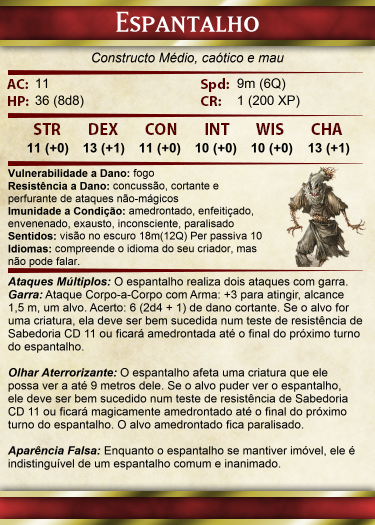 ESPANTALHO
Constructo Médio, caótico e mau
AC: 11 Spd: 9m (6Q)
HP: 36 (8d8) CR: 1 (200 XP)
STR DEX CON INT WIS CHA
11 (+0) 13 (+1) 11 (+0) 10 (+0) 10 (+0) 13 (+1)
Vulnerabilidade a Dano: fogo
Resistência a Dano: concussão, cortante e
perfurante de ataques não-mágicos
Imunidade a Condição: amedrontado, enfeitiçado,
envenenado, exausto, inconsciente, paralisado
Sentidos: visão no escuro 18m(12Q) Per passiva 10
Idiomas: compreende o idioma do seu criador, mas
não pode falar.
Ataques Múltiplos: O espantalho realiza dois ataques com garra.
Garra: Ataque Corpo-a-Corpo com Arma: +3 para atingir, alcance
1,5 m, um alvo. Acerto: 6 (2d4 + 1) de dano cortante. Se o alvo for
uma criatura, ela deve ser bem sucedida num teste de resistência de
Sabedoria CD 11 ou ficará amedrontada até o final do próximo turno
do espantalho.
Olhar Aterrorizante: O espantalho afeta uma criatura que ele
possa ver a até 9 metros dele. Se o alvo puder ver o espantalho,
ele deve ser bem sucedido num teste de resistência de Sabedoria
CD 11 ou ficará magicamente amedrontado até o final do próximo
turno do espantalho. O alvo amedrontado fica paralisado.
Aparência Falsa: Enquanto o espantalho se mantiver imóvel, ele é
indistinguível de um espantalho comum e inanimado.